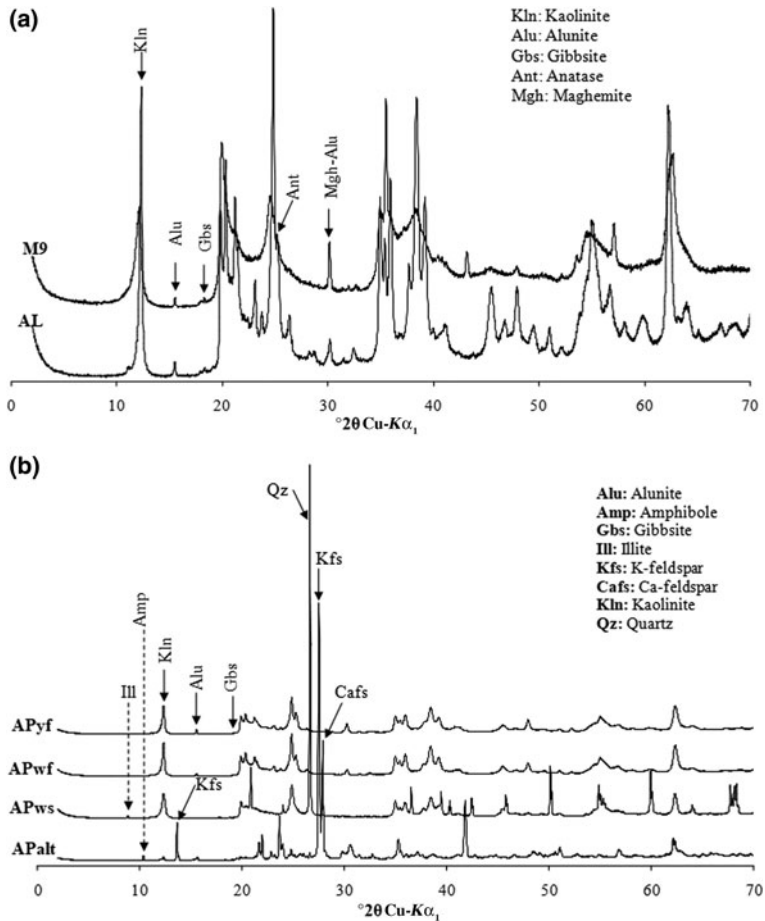 (a)
Kln: Kaolinite
Alu: Alunite
Gbs: Gibbsite
Ant: Anatase
Mgh: Maghemite
Kln
Alu
Gbs
Ant
Mgh-Alu
M9
AL
0 10 20 30 40 50 60 70
°2θ Cu-Kα1
(b)
Alu: Alunite
Amp: Amphibole
Gbs: Gibbsite
Ill: Illite
Kfs: K-feldspar
Cafs: Ca-feldspar
Kln: Kaolinite
Qz: Quartz
Qz
Kfs
Amp
Kln
Alu
Gbs
Ill
Cafs
APyf
APwf
Kfs
APws
APalt
0 10 20 30 40 50 60 70
°2θ Cu-Kα1